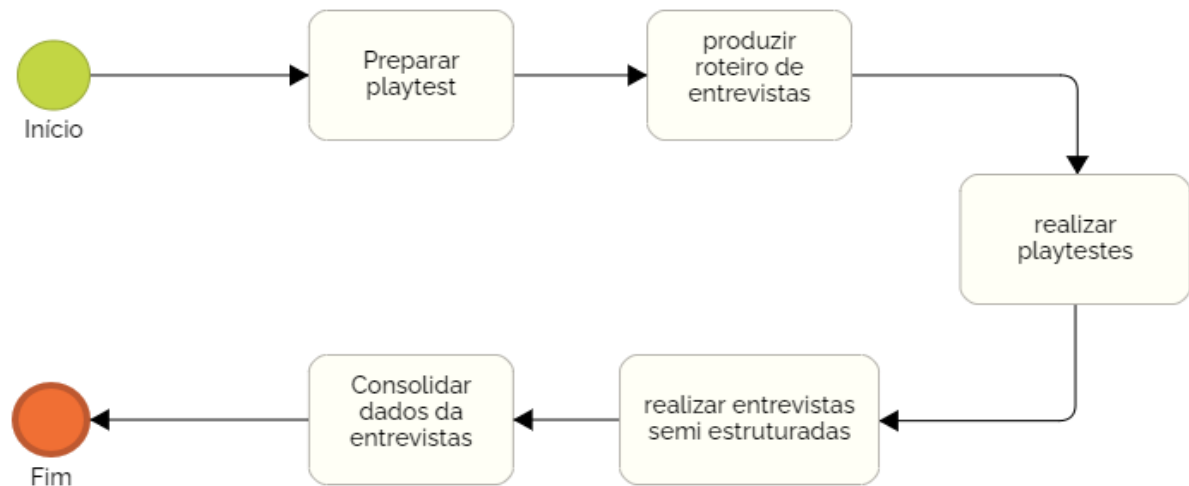 Início
Preparar
playtest
produzir
roteiro de
entrevistas
realizar
playtestes
realizar entrevistas
semi estruturadas
Consolidar
dados da
entrevistas
Fim